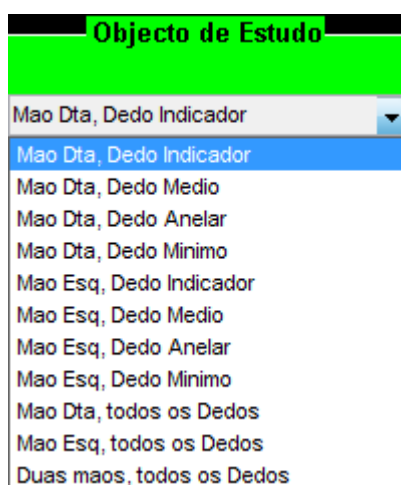 Objecto de Estudo
Mao Dta, Dedo Indicador
Mao Dta, Dedo Indicador
Mao Dta, Dedo Medio
Mao Dta, Dedo Anelar
Mao Dta, Dedo Minimo
Mao Esq, Dedo Indicador
Mao Esq, Dedo Medio
Mao Esq, Dedo Anelar
Mao Esq, Dedo Minimo
Mao Dta, todos os Dedos
Mao Esq, todos os Dedos
Duas maos, todos os Dedos